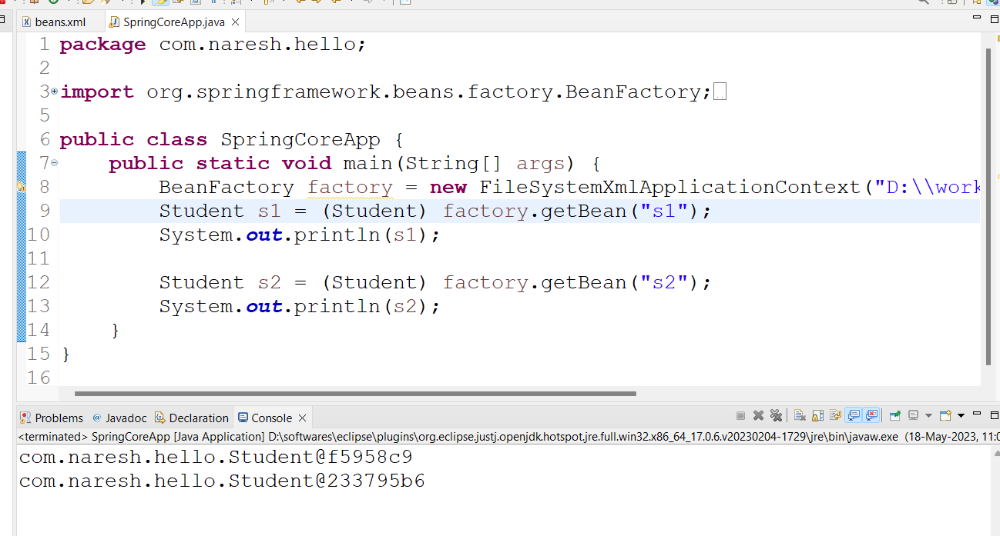 beans.xml
SpringCoreApp.java
1 package com.naresh.hello;
2
3 import org.springframework.beans.factory.BeanFactory;
5
6 public class SpringCoreApp {
7 public static void main(String[] args) {
8 BeanFactory factory = new FileSystemXmlApplicationContext("D:\\work
9 Student s1 = (Student) factory.getBean("s1");
10 System.out.println(s1);
11
12 Student s2 = (Student) factory.getBean("s2");
13 System.out.println(s2);
14 }
15 }
16
Problems @ Javadoc Declaration Console
<terminated> SpringCoreApp [Java Application] D:\softwares\eclipse\plugins\org.eclipse.justj.openjdk.hotspot.jre.full.win32.x86_64_17.0.6.v20230204-1729\jre\bin\javaw.exe (18-May-2023, 11:0
com.naresh.hello.Student@f5958c9
com.naresh.hello.Student@233795b6